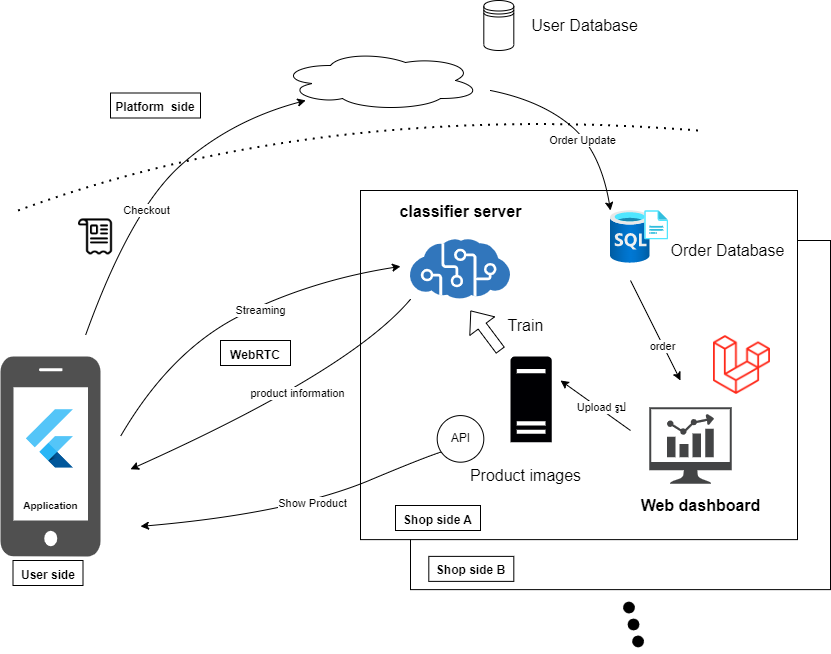 User Database
Platform side
Order Update
Checkout
classifier server
SQL
Order Database
Streaming
Train
WebRTC
order
product information
Upload รูป
API
Product images
Application
Show Product
Web dashboard
Shop side A
User side
Shop side B